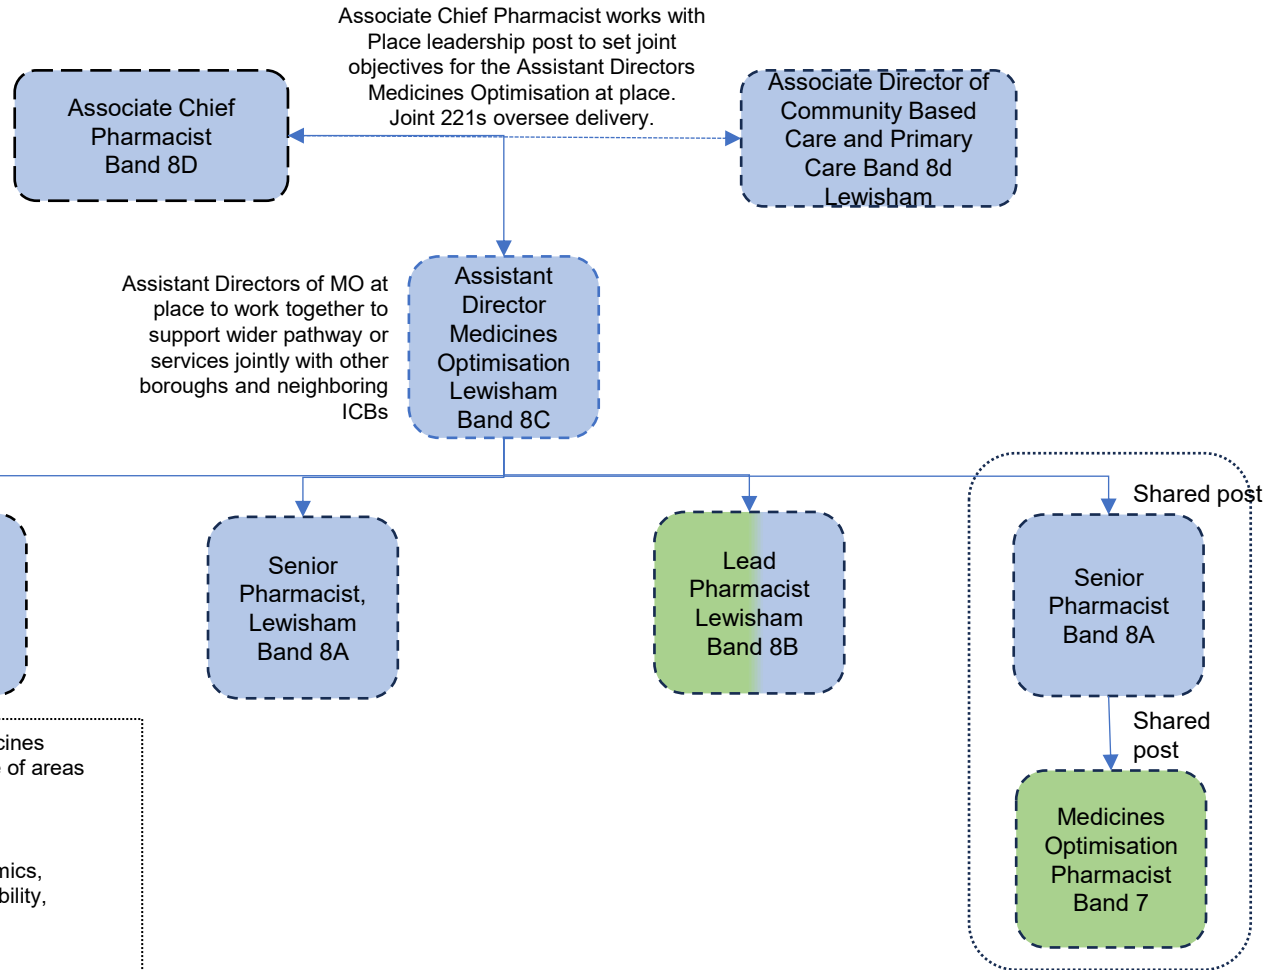 Associate Chief Pharmacist works with
Place leadership post to set joint
objectives for the Assistant Directors
Medicines Optimisation at place.
Joint 221s oversee delivery.
Associate Chief
Pharmacist
Band 8D
Associate Director of
Community Based
Care and Primary
Care Band 8d
Lewisham
Assistant Directors of MO at
place to work together to
support wider pathway or
services jointly with other
boroughs and neighboring
ICBs
Assistant
Director
Medicines
Optimisation
Lewisham
Band 8C
Shared post
Senior
Pharmacist,
Lewisham
Band 8A
Lead
Pharmacist
Lewisham
Band 8B
Senior
Pharmacist
Band 8A
Shared
post
Medicines
Optimisation
Pharmacist
Band 7
of areas